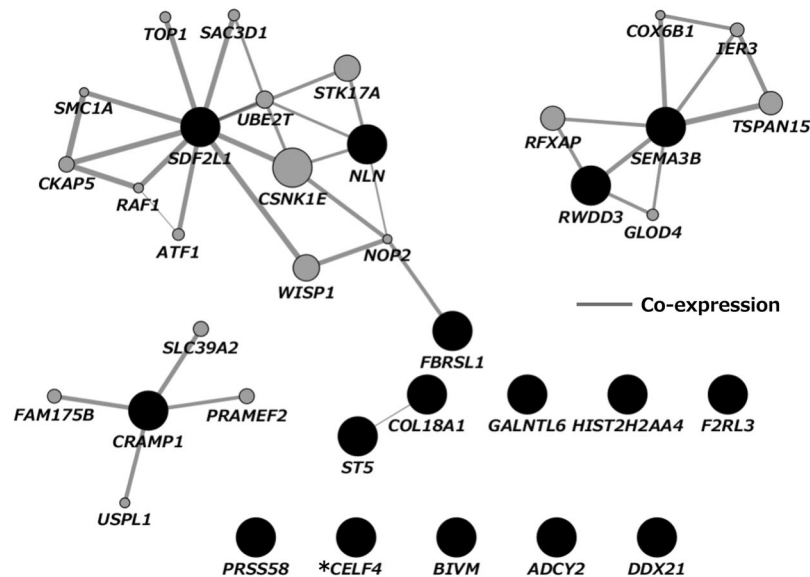 TOP1
SAC3D1
COX6B1
IER3
STK17A
SMC1A
UBE2T
TSPAN15
SDF2L1
RFXAP
SEMA3B
CKAP5
NLN
CSNK1E
RAF1
RWDD3
GLOD4
ATF1
NOP2
WISP1
Co-expression
SLC39A2
FBRSL1
FAM175B
PRAMEF2
CRAMP1
COL18A1
GALNTL6
HIST2H2AA4
F2RL3
ST5
USPL1
PRSS58
*CELF4
BIVM
ADCY2
DDX21